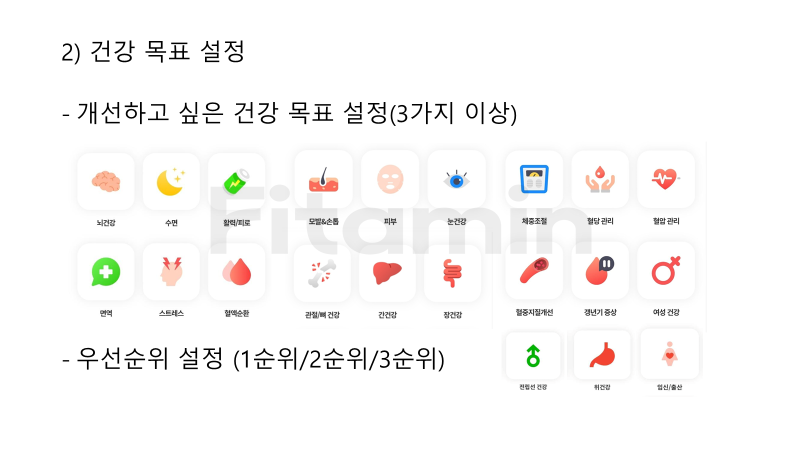 2) 건강 목표 설정
- 개선하고 싶은 건강 목표 설정(3가지 이상)
Fitamin
뇌건강 수면 활력/피로 모발&손톱 피부 눈건강 체중조절 혈당 관리 혈압 관리
면역 스트레스 혈액순환 관절/뼈 건강 간건강 장건강 혈중지질개선 갱년기 증상 여성 건강
- 우선순위 설정 (1순위/2순위/3순위)
전립선 건강 위건강 임신/출산